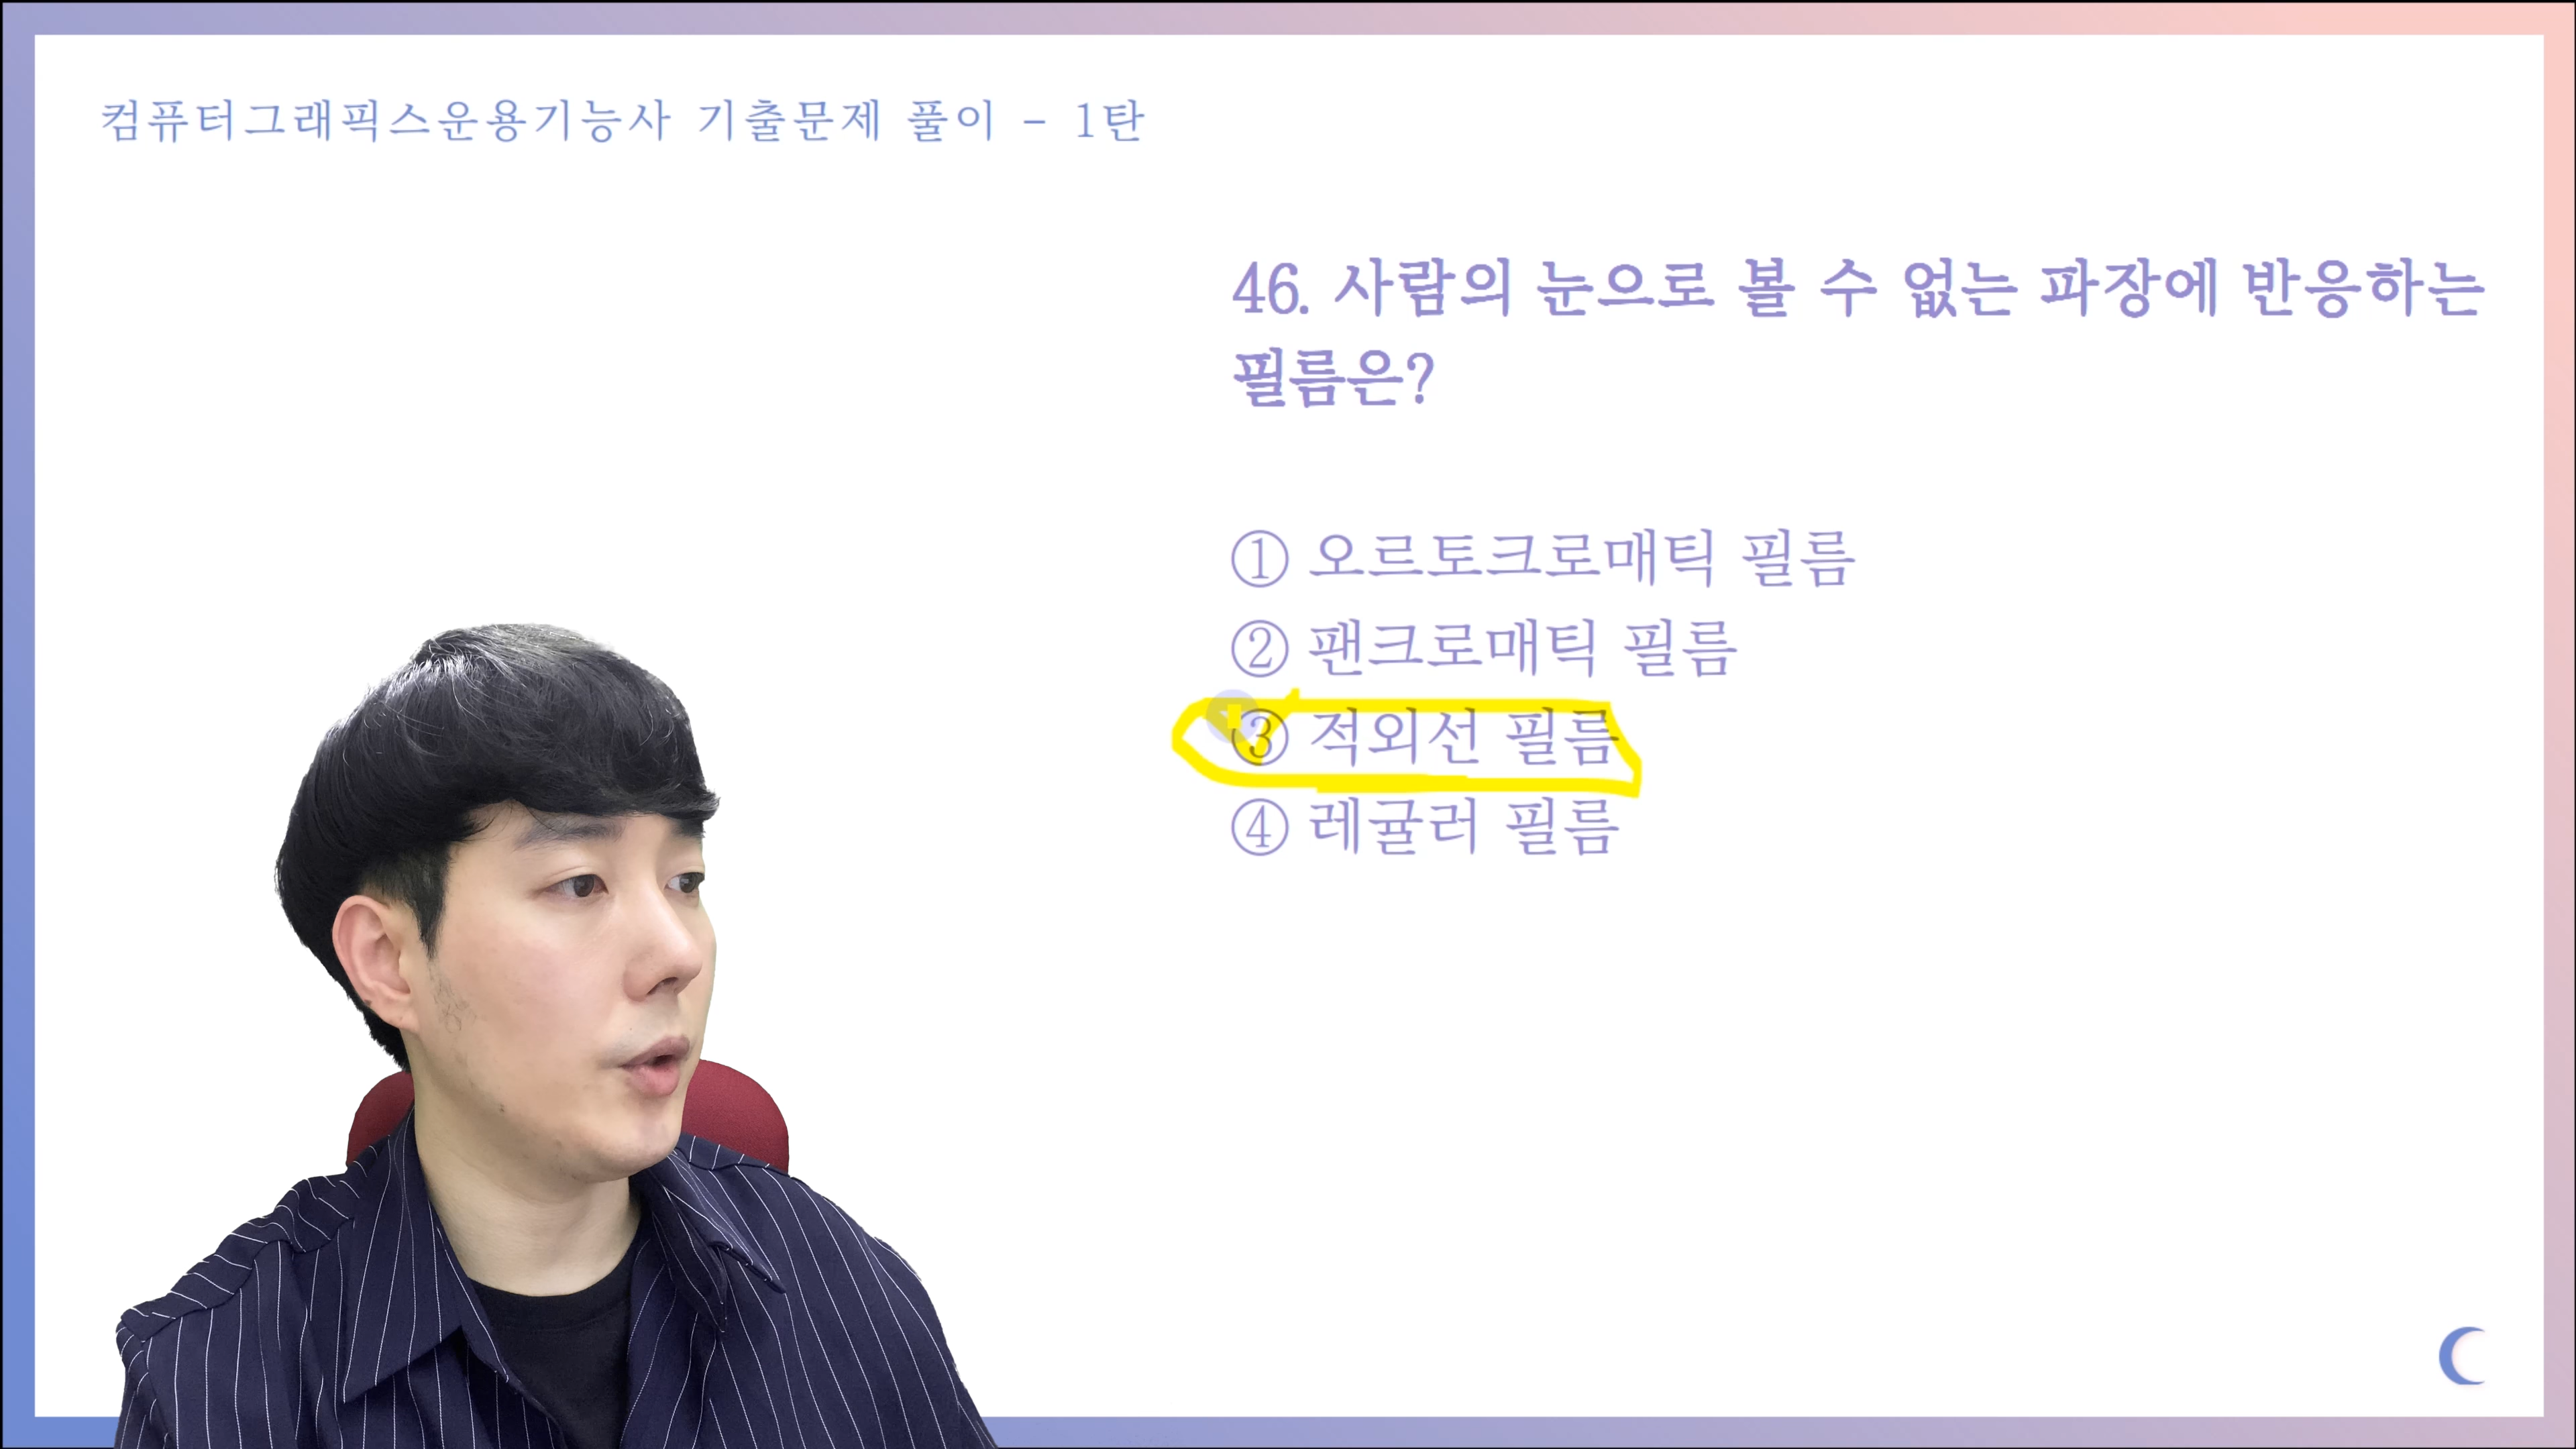 컴퓨터그래픽스운용기능사 기출문제 풀이 - 1탄
46. 사람의 눈으로 볼 수 없는 파장에 반응하는
필름은?
① 오르토크로매틱 필름
② 팬크로매틱 필름
③ 적외선 필름
④ 레귤러 필름